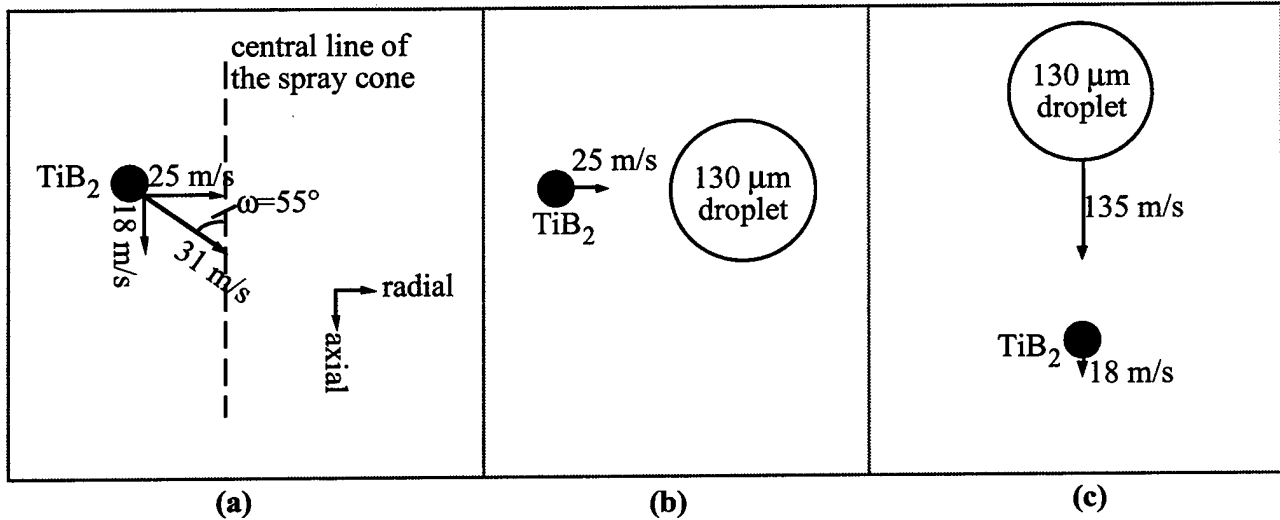 central line of
the spray cone
TiB2
25 m/s
ω=55°
18 m/s
31 m/s
radial
axial
(a)
25 m/s
TiB2
130 μm
droplet
(b)
130 μm
droplet
135 m/s
TiB2
18 m/s
(c)